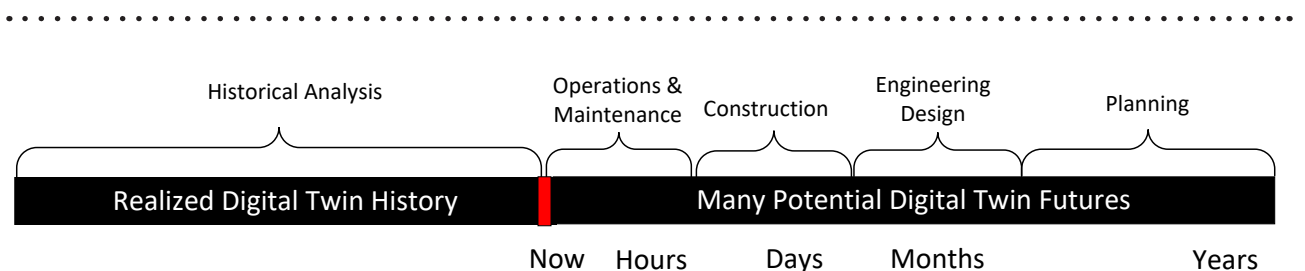 Historical Analysis
Operations &
Maintenance
Construction
Engineering
Design
Planning
Realized Digital Twin History
Many Potential Digital Twin Futures
Now
Hours
Days
Months
Years